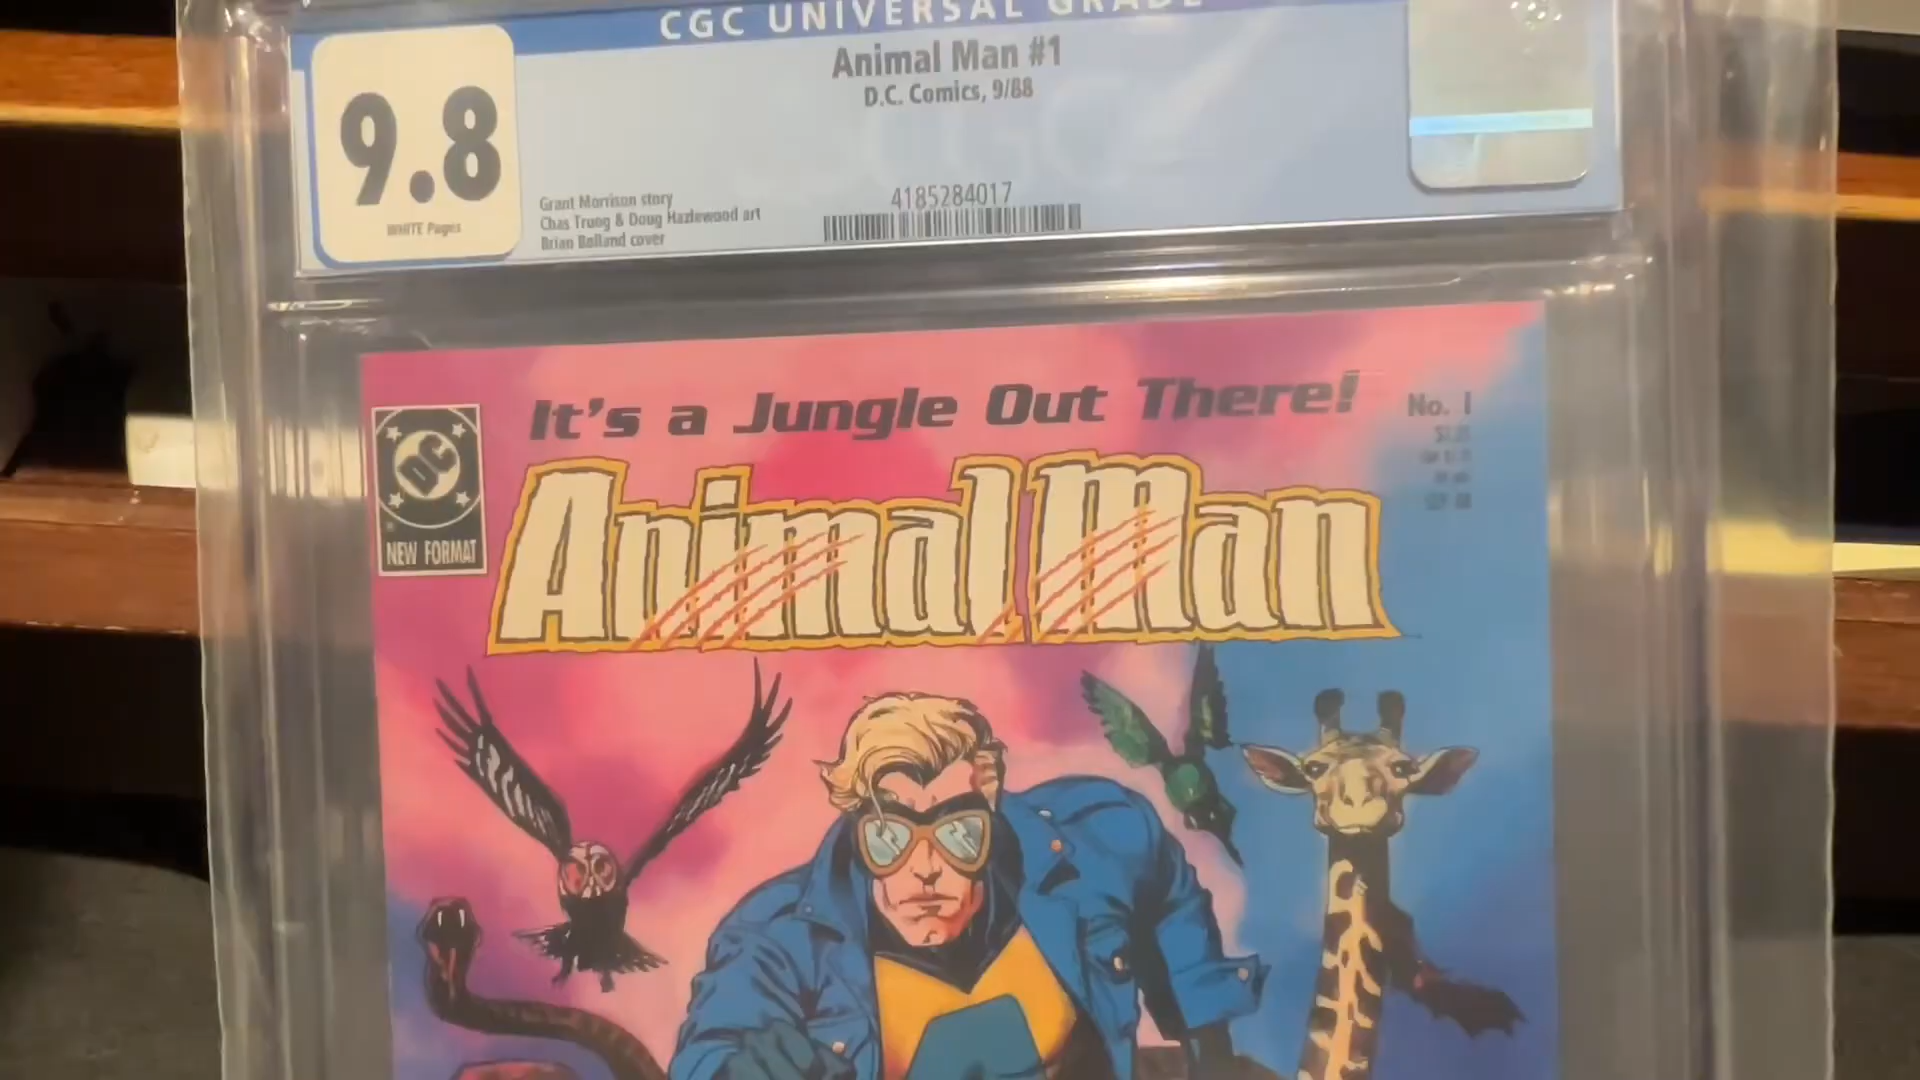 CGC UNIVERSAL GRADE
9.8
WHITE Pages
Animal Man #1
D.C. Comics, 9/88
Grant Morrison story
Chas Truog & Doug Hazlewood art
Brian Bolland cover
4185284017
It's a Jungle Out There!
No. 1
DC
NEW FORMAT
Animal Man